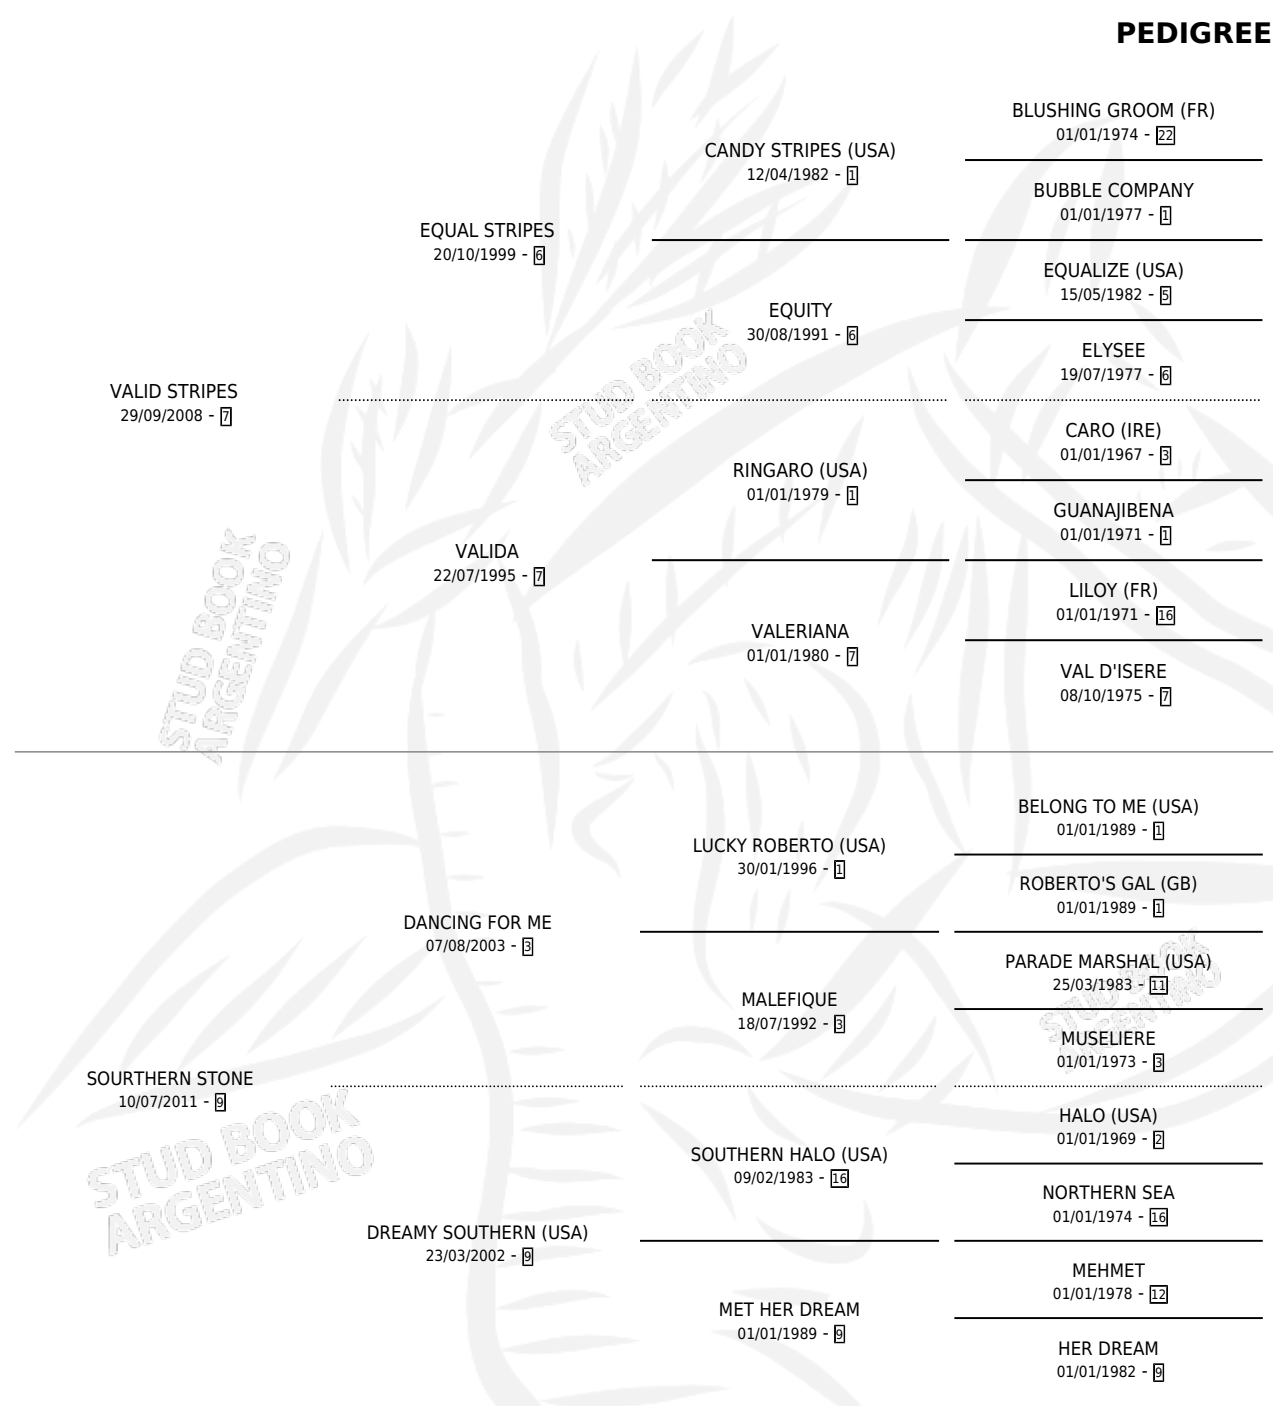 PEDIGREE
BLUSHING GROOM (FR)
01/01/1974 - 22
CANDY STRIPES (USA)
12/04/1982 - 1
BUBBLE COMPANY
01/01/1977 - 1
EQUAL STRIPES
20/10/1999 - 6
EQUALIZE (USA)
15/05/1982 - 5
EQUITY
30/08/1991 - 6
ELYSEE
19/07/1977 - 6
VALID STRIPES
29/09/2008 - 7
STUD BOOK
ARGENTINO
CARO (IRE)
01/01/1967 - 3
RINGARO (USA)
01/01/1979 - 1
GUANAJIBENA
01/01/1971 - 1
VALIDA
22/07/1995 - 7
LILOY (FR)
01/01/1971 - 16
VALERIANA
01/01/1980 - 7
VAL D'ISERE
08/10/1975 - 7
STUD BOOK
ARGENTINO
BELONG TO ME (USA)
01/01/1989 - 1
LUCKY ROBERTO (USA)
30/01/1996 - 1
ROBERTO'S GAL (GB)
01/01/1989 - 1
DANCING FOR ME
07/08/2003 - 3
PARADE MARSHAL (USA)
25/03/1983 - 11
MALEFIQUE
18/07/1992 - 3
MUSELIERE
01/01/1973 - 3
STUD BOOK
ARGENTINO
SOURTHERN STONE
10/07/2011 - 9
HALO (USA)
01/01/1969 - 2
SOUTHERN HALO (USA)
09/02/1983 - 16
NORTHERN SEA
01/01/1974 - 16
STUD BOOK
ARGENTINO
DREAMY SOUTHERN (USA)
23/03/2002 - 9
MEHMET
01/01/1978 - 12
MET HER DREAM
01/01/1989 - 9
HER DREAM
01/01/1982 - 9